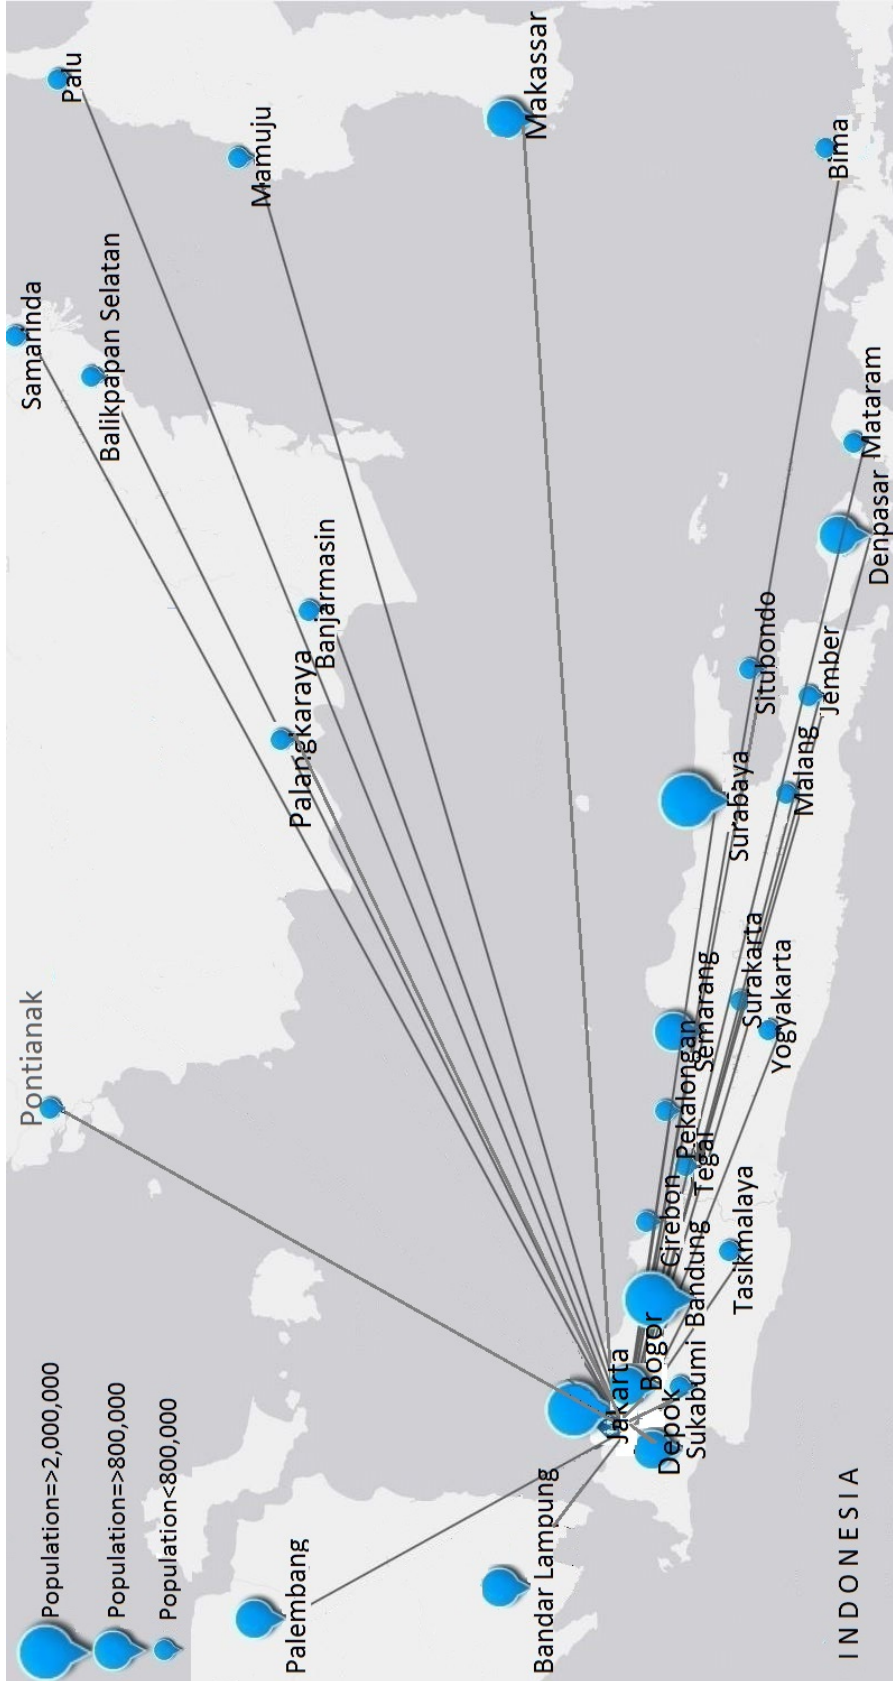 Population=>2,000,000
Population=>800,000
Population<800,000
Pontianak
Samarinda
Balikpapan Selatan
Palu
Mamuju
Palangkaraya
Banjarmasin
Makassar
Palembang
Bandar Lampung
Jakarta
Bogor
Depok
Sukabumi
Bandung
Cirebon
Tasikmalaya
Tegal
Pekalongan
Semarang
Surakarta
Yogyakarta
Surabaya
Malang
Situbondo
Jember
Denpasar
Mataram
Bima
INDONESIA